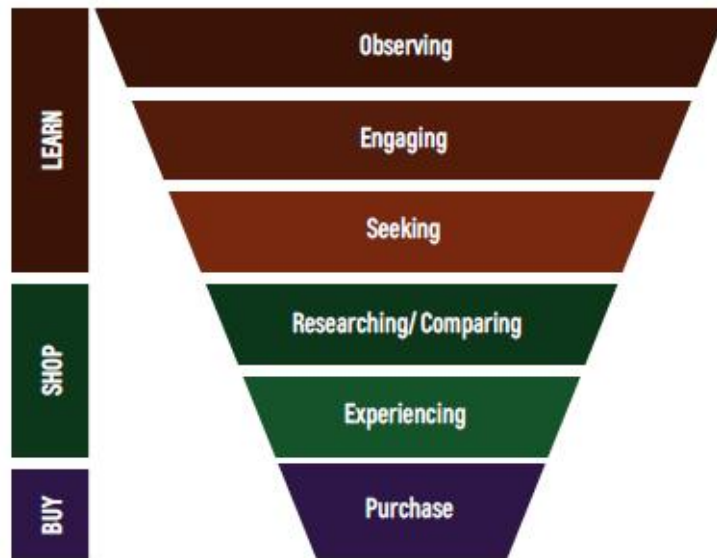 LEARN
Observing
Engaging
Seeking
SHOP
Researching/ Comparing
Experiencing
BUY
Purchase